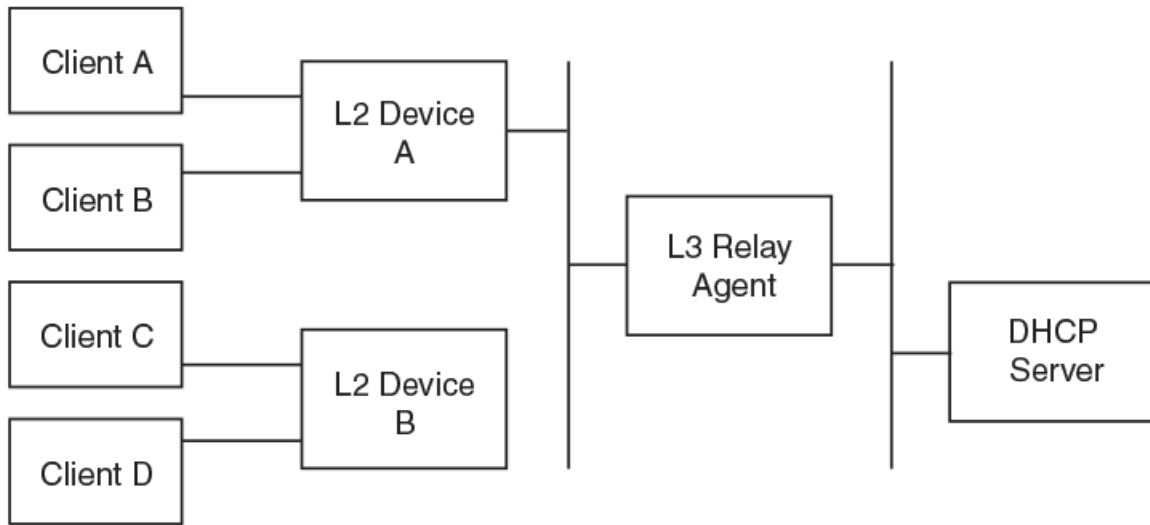 Client A
Client B
Client C
Client D
L2 Device
A
L2 Device
B
L3 Relay
Agent
DHCP
Server